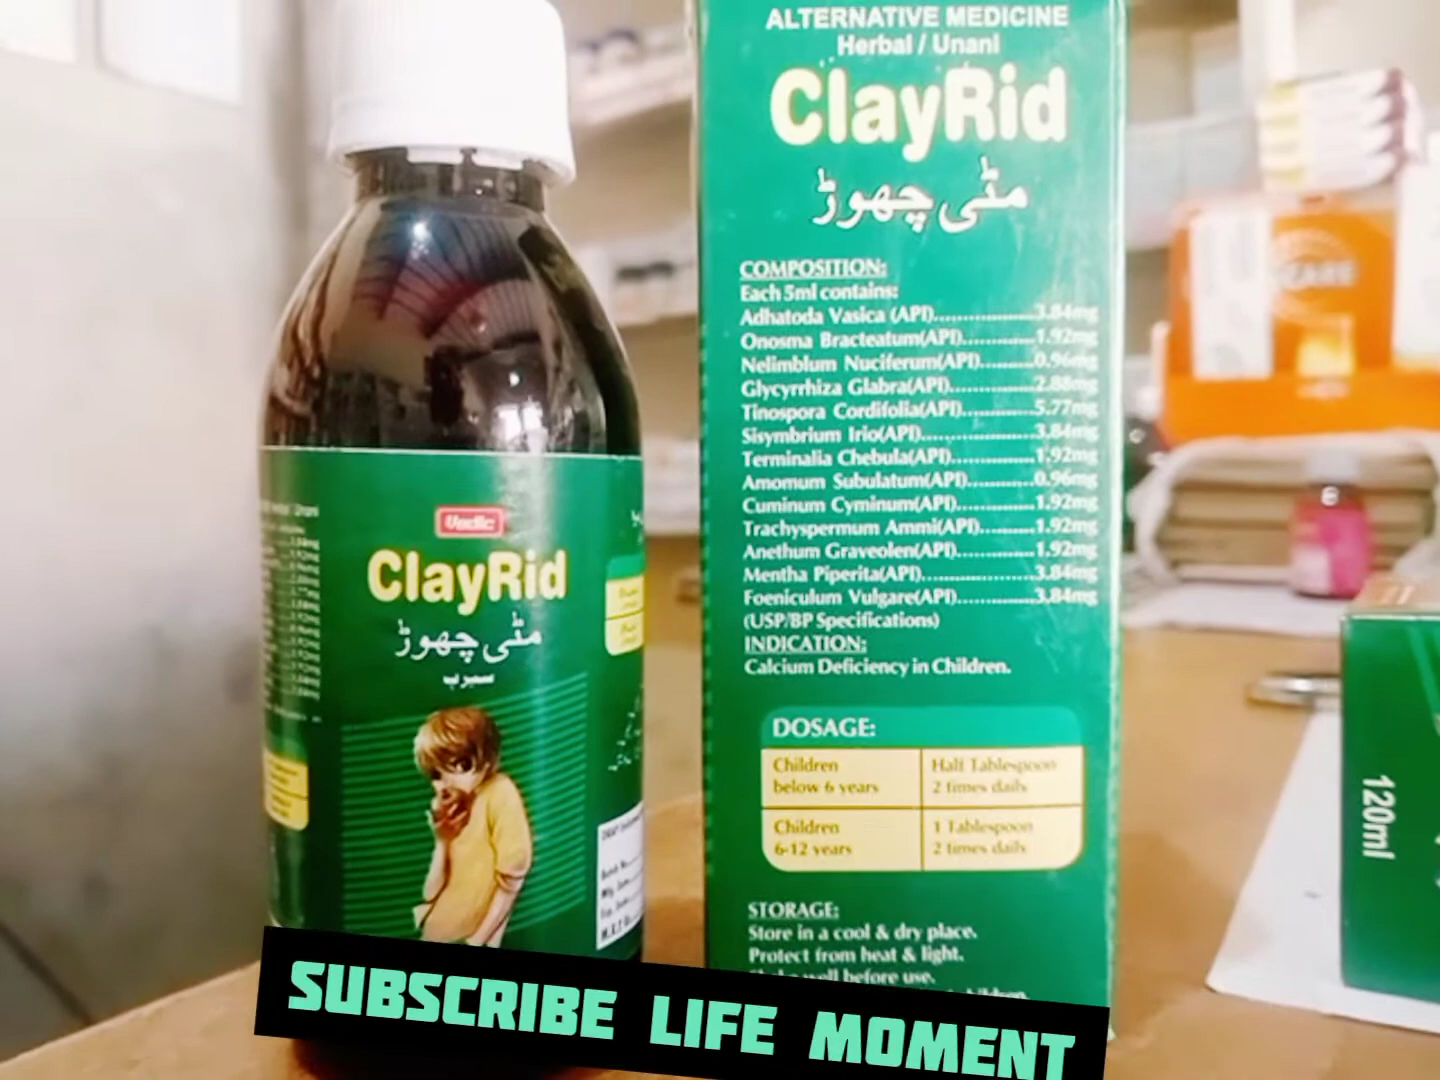 Vedic
ClayRid
مٹی چھوڑ
سیرپ
ALTERNATIVE MEDICINE
Herbal / Unani
ClayRid
مٹی چھوڑ
COMPOSITION:
Each 5ml contains:
Adhatoda Vasica (API)....................3.84mg
Onosma Bracteatum(API)..............1.92mg
Nelimblum Nuciferum(API)...........0.96mg
Glycyrrhiza Glabra(API).................2.88mg
Tinospora Cordifolia(API)..............5.77mg
Sisymbrium Irio(API).......................3.84mg
Terminalia Chebula(API)................1.92mg
Amomum Subulatum(API)............0.96mg
Cuminum Cyminum(API)...............1.92mg
Trachyspermum Ammi(API)...........1.92mg
Anethum Graveolen(API)...............1.92mg
Mentha Piperita(API).......................3.84mg
Foeniculum Vulgare(API)................3.84mg
(USP/BP Specifications)
INDICATION:
Calcium Deficiency in Children.
DOSAGE:
Children below 6 years Half Tablespoon 2 times daily
Children 6-12 years 1 Tablespoon 2 times daily
STORAGE:
Store in a cool & dry place.
Protect from heat & light.
well before use.
children.
120ml
SUBSCRIBE LIFE MOMENT